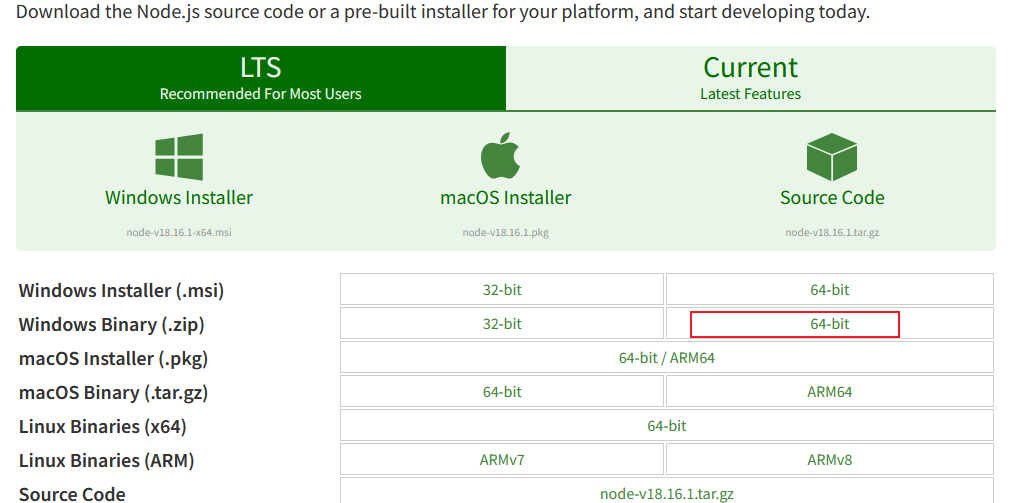 Download the Node.js source code or a pre-built installer for your platform, and start developing today.
LTS
Recommended For Most Users
Current
Latest Features
Windows Installer
node-v18.16.1-x64.msi
macOS Installer
node-v18.16.1.pkg
Source Code
node-v18.16.1.tar.gz
Windows Installer (.msi) 32-bit 64-bit
Windows Binary (.zip) 32-bit 64-bit
macOS Installer (.pkg) 64-bit / ARM64
macOS Binary (.tar.gz) 64-bit ARM64
Linux Binaries (x64) 64-bit
Linux Binaries (ARM) ARMv7 ARMv8
Source Code node-v18.16.1.tar.gz